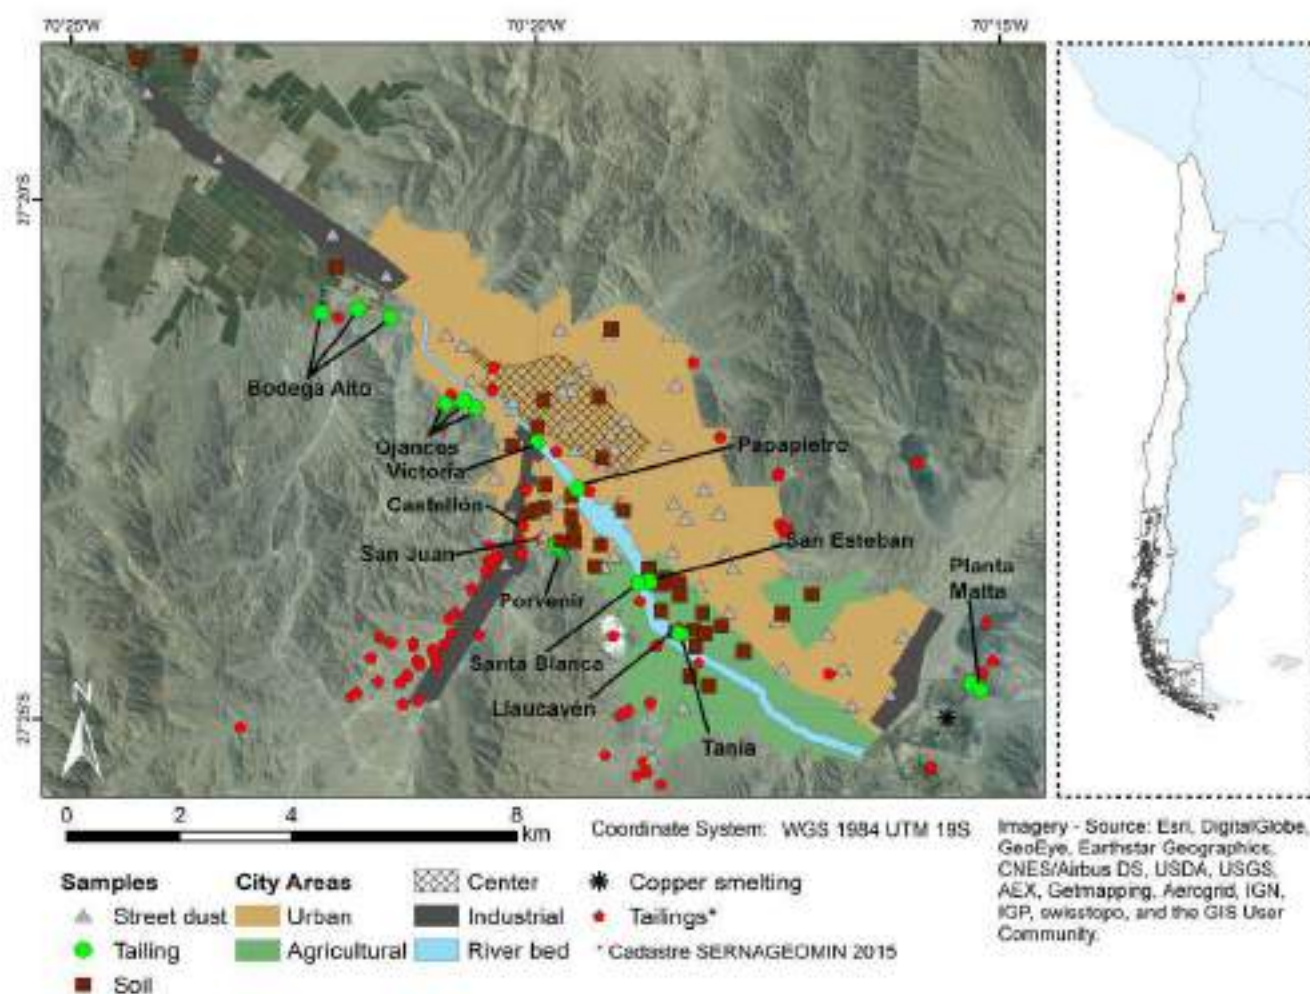 70°25'W 70°20'W 70°15'W
27°20'S
27°25'S
Bodega Alto
Ojancos
Victoria
Papapietro
Castellón
San Juan
San Esteban
Planta
Matta
Porvenir
Santa Blanca
Llaucavén
Tania
N
0 2 4 8
km
Coordinate System: WGS 1984 UTM 19S
Imagery - Source: Esri, DigitalGlobe,
GeoEye, Earthstar Geographics,
CNES/Airbus DS, USDA, USGS,
AEX, Getmapping, Aerogrid, IGN,
IGP, swisstopo, and the GIS User
Community.
Samples
Street dust
Tailing
Soil
City Areas
Urban
Agricultural
Center
Industrial
River bed
Copper smelting
Tailings*
* Cadastre SERNAGEOMIN 2015